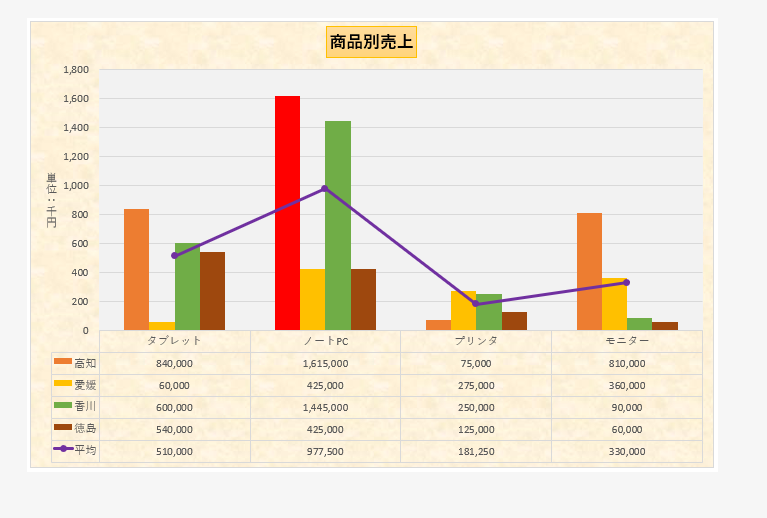 商品別売上
1,800
1,600
1,400
1,200
1,000
800
600
400
200
0
単位：千円
タブレット ノートPC プリンタ モニター
高知 840,000 1,615,000 75,000 810,000
愛媛 60,000 425,000 275,000 360,000
香川 600,000 1,445,000 250,000 90,000
徳島 540,000 425,000 125,000 60,000
平均 510,000 977,500 181,250 330,000